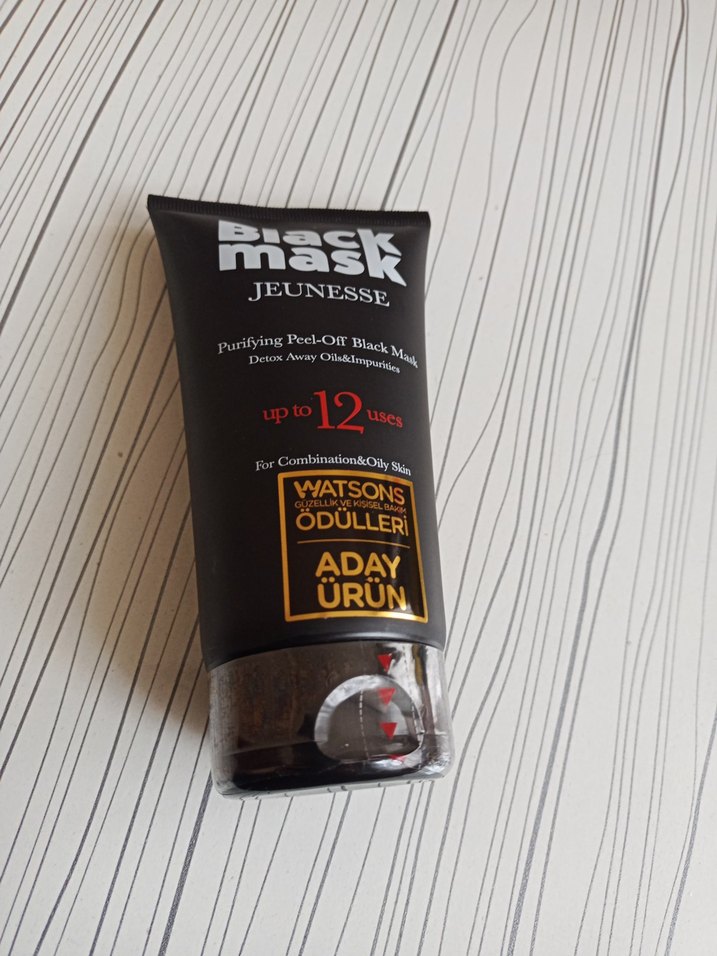 Black
mask
JEUNESSE
Purifying Peel-Off Black Mask
Detox Away Oils&Impurities
up to 12 uses
For Combination&Oily Skin
WATSONS
GÜZELLİK VE KİŞİSEL BAKIM
ÖDÜLLERİ
ADAY
ÜRÜN